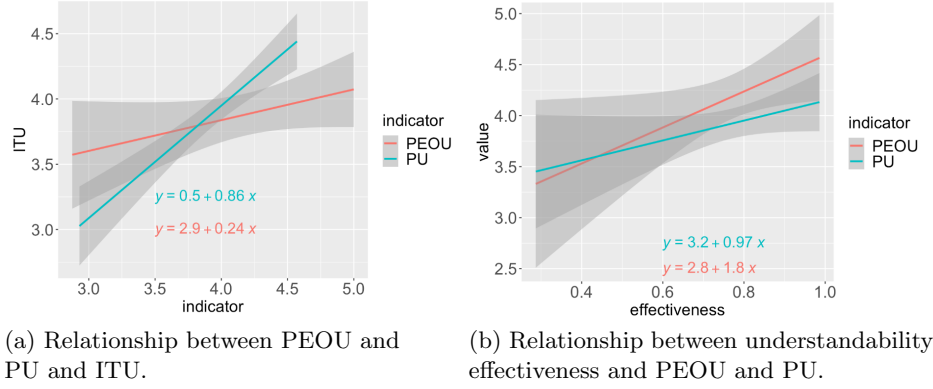 ITU
4.5
4.0
3.5
3.0
y = 0.5 + 0.86 x
y = 2.9 + 0.24 x
3.0 3.5 4.0 4.5 5.0
indicator
indicator
PEOU
PU
(a) Relationship between PEOU and
PU and ITU.
value
5.0
4.5
4.0
3.5
3.0
2.5
y = 3.2 + 0.97 x
y = 2.8 + 1.8 x
0.4 0.6 0.8 1.0
effectiveness
indicator
PEOU
PU
(b) Relationship between understandability
effectiveness and PEOU and PU.